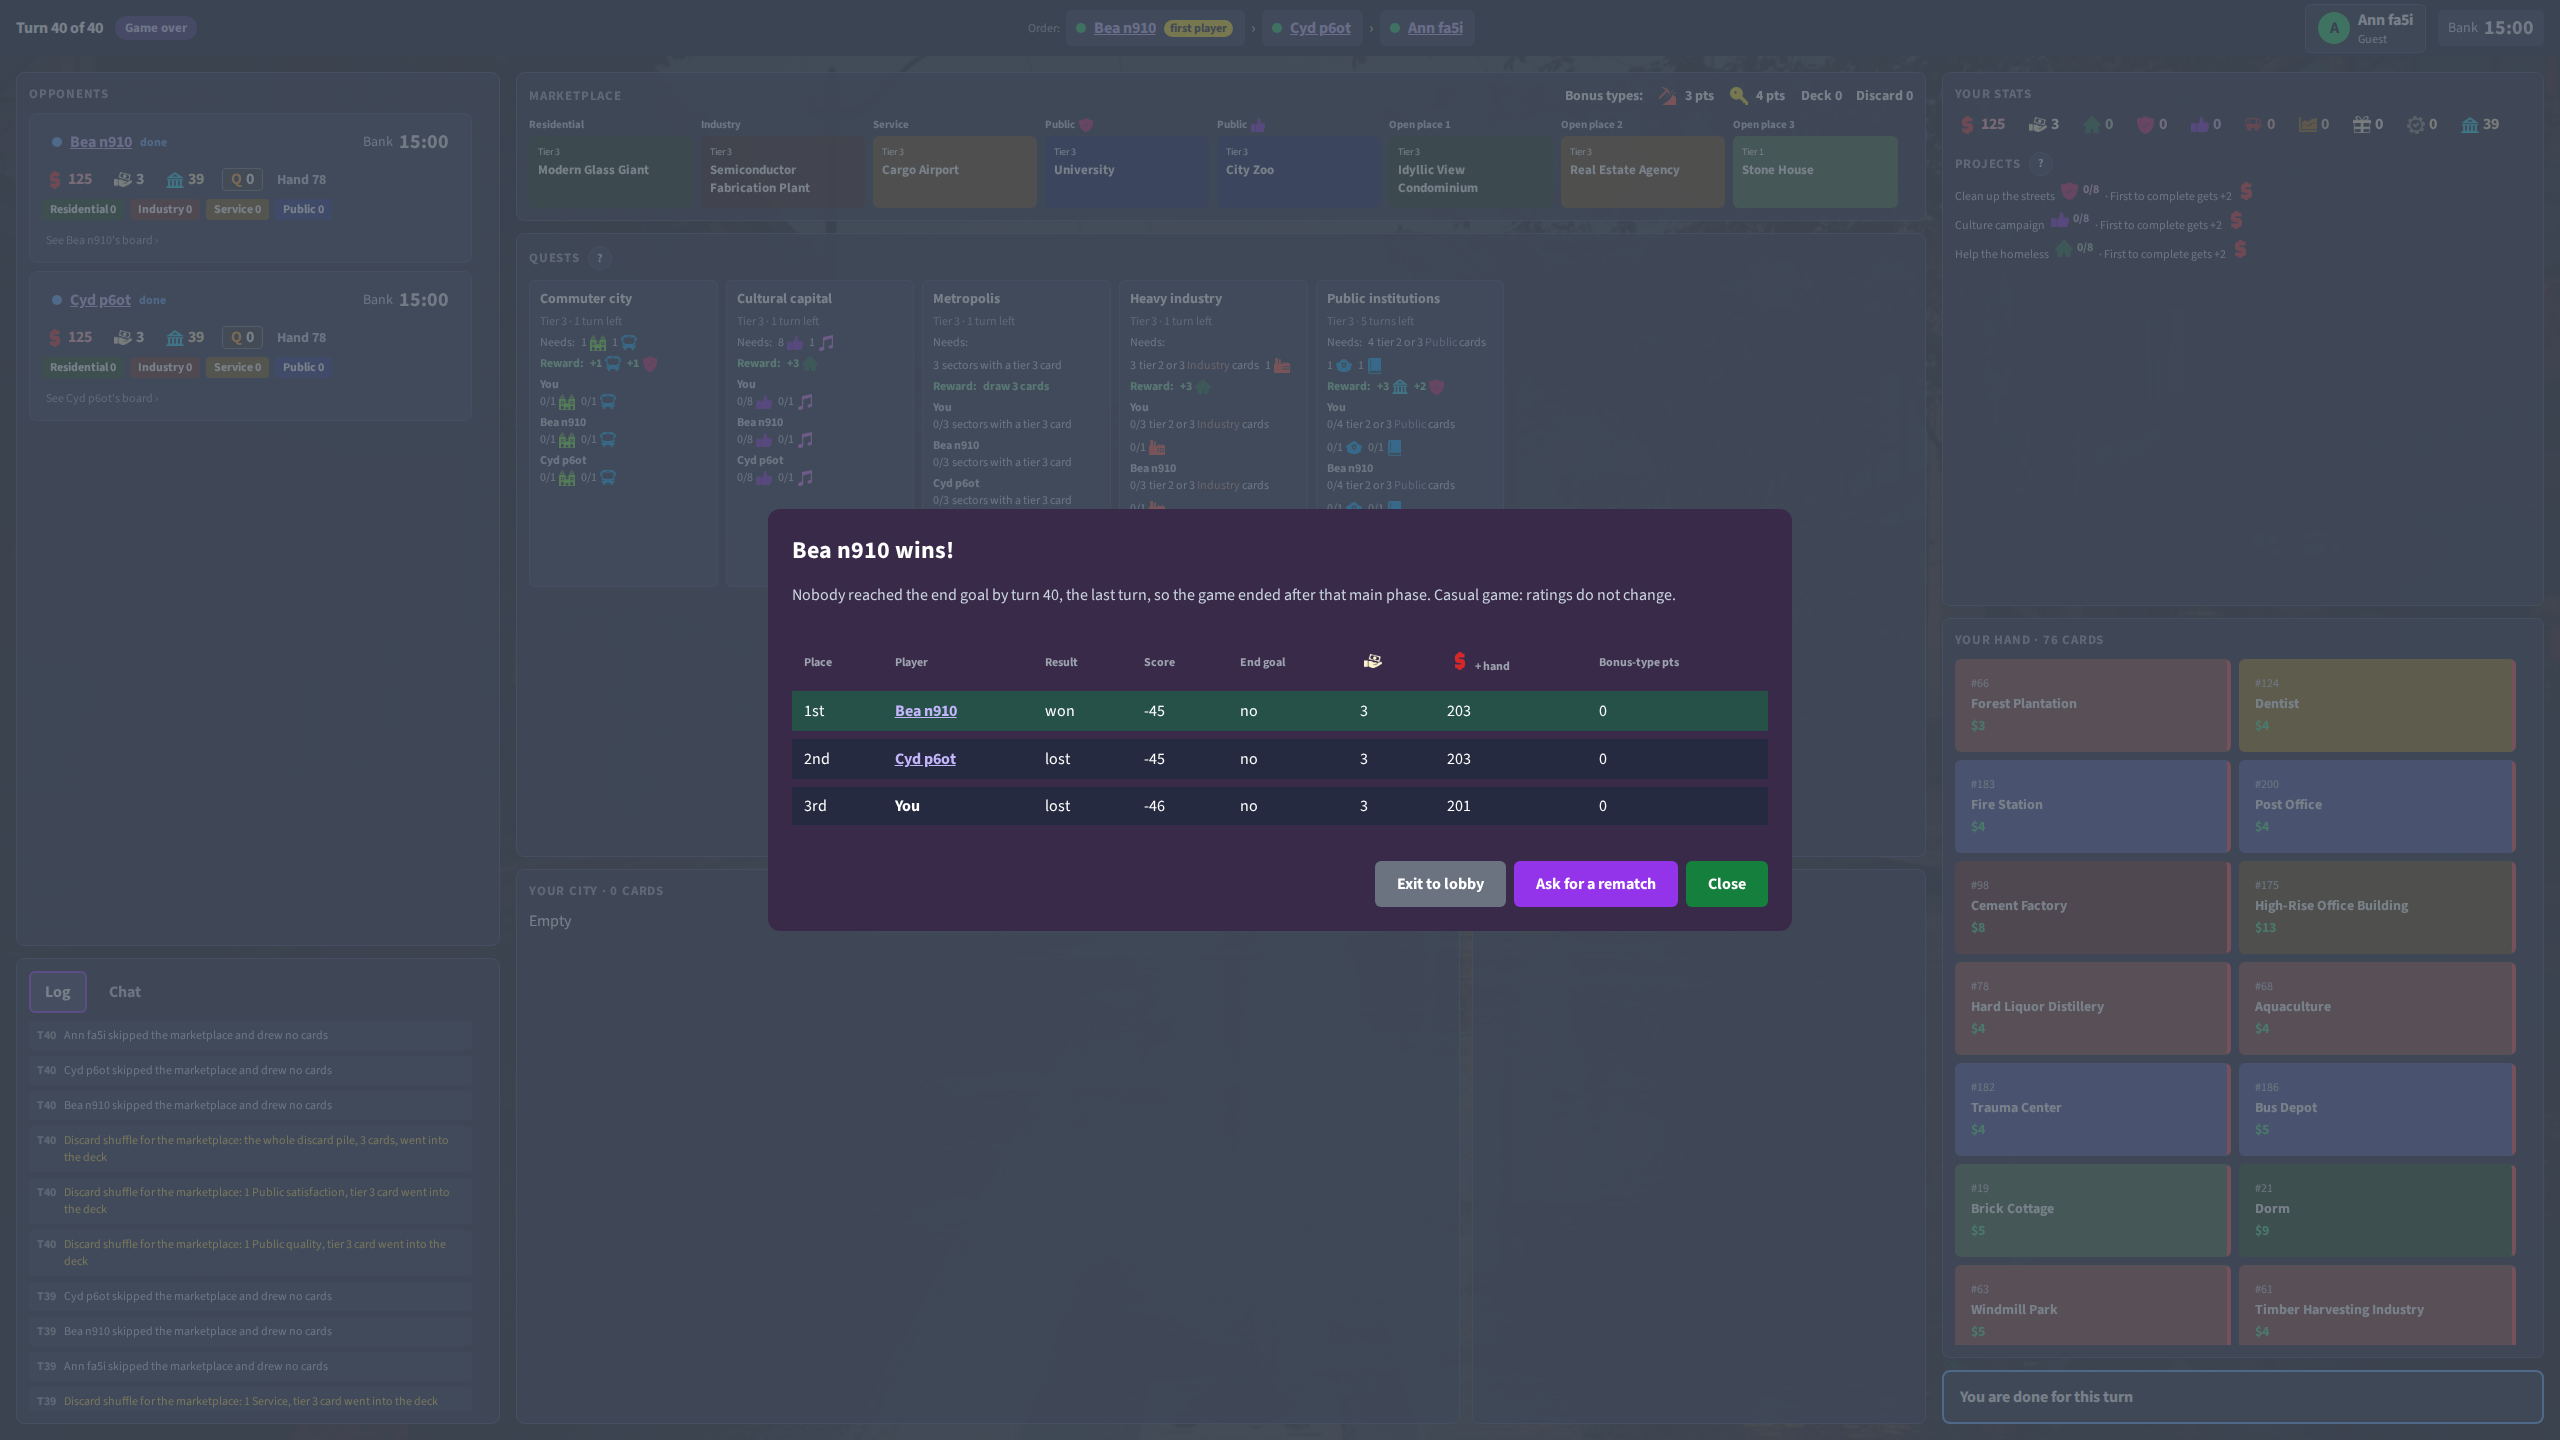 Turn 40 of 40 Game over
Order: Bea n910 first player › Cyd p6ot › Ann fa5i
A Ann fa5i
Guest
Bank 15:00
OPPONENTS
Bea n910 done Bank 15:00
125 3 39 Q 0 Hand 78
Residential 0 Industry 0 Service 0 Public 0
See Bea n910's board ›
Cyd p6ot done Bank 15:00
125 3 39 Q 0 Hand 78
Residential 0 Industry 0 Service 0 Public 0
See Cyd p6ot's board ›
Log Chat
T40 Ann fa5i skipped the marketplace and drew no cards
T40 Cyd p6ot skipped the marketplace and drew no cards
T40 Bea n910 skipped the marketplace and drew no cards
T40 Discard shuffle for the marketplace: the whole discard pile, 3 cards, went into
the deck
T40 Discard shuffle for the marketplace: 1 Public satisfaction, tier 3 card went into
the deck
T40 Discard shuffle for the marketplace: 1 Public quality, tier 3 card went into the
deck
T39 Cyd p6ot skipped the marketplace and drew no cards
T39 Bea n910 skipped the marketplace and drew no cards
T39 Ann fa5i skipped the marketplace and drew no cards
T39 Discard shuffle for the marketplace: 1 Service, tier 3 card went into the deck
MARKETPLACE
Bonus types: 3 pts 4 pts Deck 0 Discard 0
Residential
Tier 3
Modern Glass Giant
Industry
Tier 3
Semiconductor
Fabrication Plant
Service
Tier 3
Cargo Airport
Public
Tier 3
University
Public
Tier 3
City Zoo
Open place 1
Tier 3
Idyllic View
Condominium
Open place 2
Tier 3
Real Estate Agency
Open place 3
Tier 1
Stone House
QUESTS ?
Commuter city
Tier 3 · 1 turn left
Needs: 1 1
Reward: +1 +1
You
0/1 0/1
Bea n910
0/1 0/1
Cyd p6ot
0/1 0/1
Cultural capital
Tier 3 · 1 turn left
Needs: 8 1
Reward: +3
You
0/8 0/1
Bea n910
0/8 0/1
Cyd p6ot
0/8 0/1
Metropolis
Tier 3 · 1 turn left
Needs:
3 sectors with a tier 3 card
Reward: draw 3 cards
You
0/3 sectors with a tier 3 card
Bea n910
0/3 sectors with a tier 3 card
Cyd p6ot
0/3 sectors with a tier 3 card
Heavy industry
Tier 3 · 1 turn left
Needs:
3 tier 2 or 3 Industry cards 1
Reward: +3
You
0/3 tier 2 or 3 Industry cards
0/1
Bea n910
0/3 tier 2 or 3 Industry cards
0/1
Public institutions
Tier 3 · 5 turns left
Needs: 4 tier 2 or 3 Public cards
1 1
Reward: +3 +2
You
0/4 tier 2 or 3 Public cards
0/1 0/1
Bea n910
0/4 tier 2 or 3 Public cards
0/1 0/1
Bea n910 wins!
Nobody reached the end goal by turn 40, the last turn, so the game ended after that main phase. Casual game: ratings do not change.
Place Player Result Score End goal + hand Bonus-type pts
1st Bea n910 won -45 no 3 203 0
2nd Cyd p6ot lost -45 no 3 203 0
3rd You lost -46 no 3 201 0
Exit to lobby Ask for a rematch Close
YOUR CITY · 0 CARDS
Empty
YOUR STATS
125 3 0 0 0 0 0 0 0 39
PROJECTS ?
Clean up the streets 0/8 · First to complete gets +2
Culture campaign 0/8 · First to complete gets +2
Help the homeless 0/8 · First to complete gets +2
YOUR HAND · 76 CARDS
#66
Forest Plantation
$3
#124
Dentist
$4
#183
Fire Station
$4
#200
Post Office
$4
#98
Cement Factory
$8
#175
High-Rise Office Building
$13
#78
Hard Liquor Distillery
$4
#68
Aquaculture
$4
#182
Trauma Center
$4
#186
Bus Depot
$5
#19
Brick Cottage
$5
#21
Dorm
$9
#63
Windmill Park
$5
#61
Timber Harvesting Industry
$4
You are done for this turn